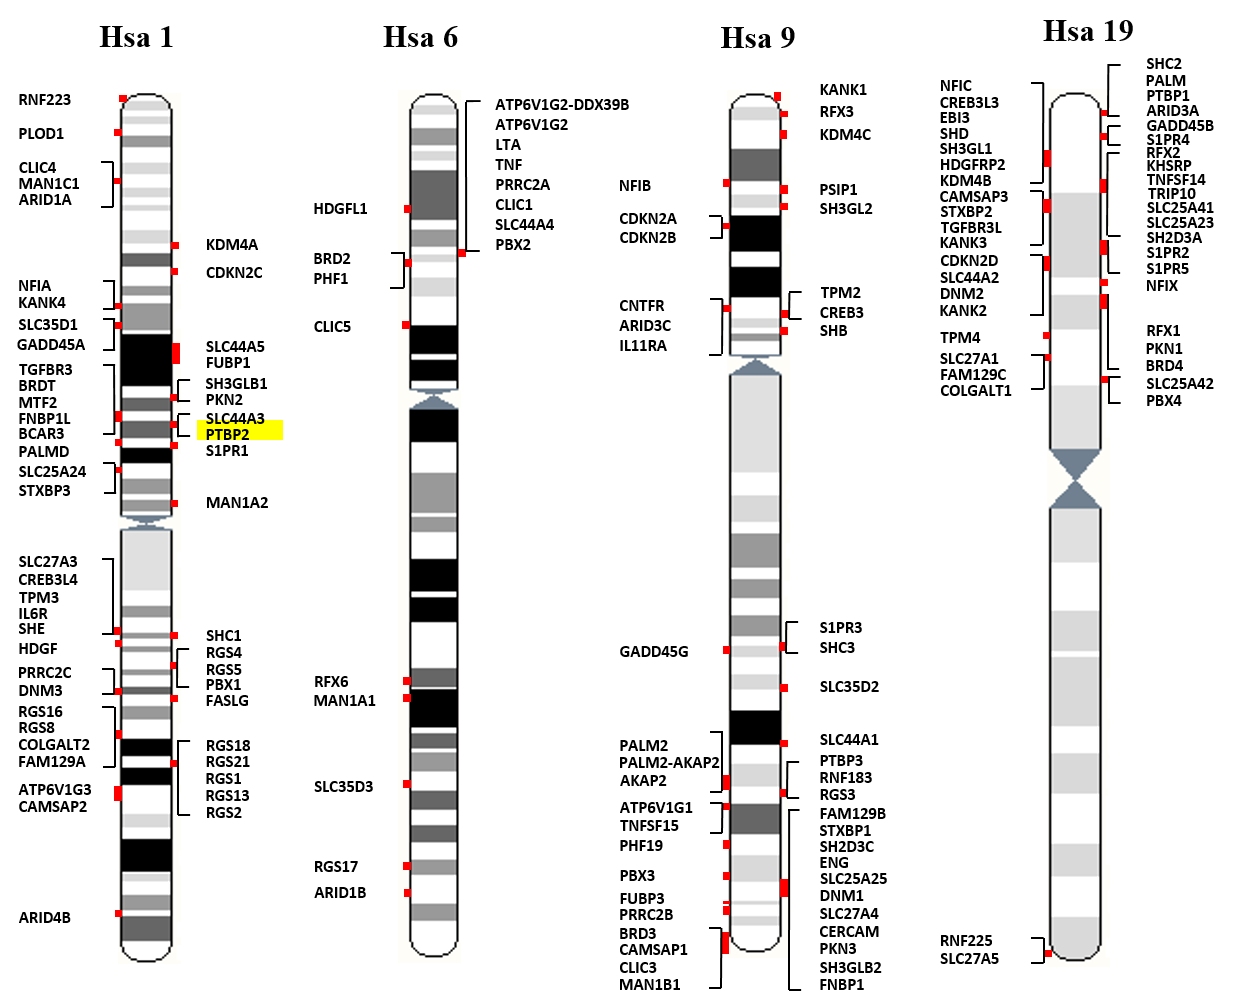 Hsa 1
RNF223
PLOD1
CLIC4
MAN1C1
ARID1A
NFIA
KANK4
SLC35D1
GADD45A
TGFBR3
BRDT
MTF2
FNBP1L
BCAR3
PALMD
SLC25A24
STXBP3
SLC27A3
CREB3L4
TPM3
IL6R
SHE
HDGF
PRRC2C
DNM3
RGS16
RGS8
COLGALT2
FAM129A
ATP6V1G3
CAMSAP2
ARID4B
KDM4A
CDKN2C
SLC44A5
FUBP1
SH3GLB1
PKN2
SLC44A3
PTBP2
S1PR1
MAN1A2
SHC1
RGS4
RGS5
PBX1
FASLG
RGS18
RGS21
RGS1
RGS13
RGS2
Hsa 6
HDGFL1
BRD2
PHF1
CLIC5
RFX6
MAN1A1
SLC35D3
RGS17
ARID1B
ATP6V1G2-DDX39B
ATP6V1G2
LTA
TNF
PRRC2A
CLIC1
SLC44A4
PBX2
Hsa 9
NFIB
CDKN2A
CDKN2B
CNTFR
ARID3C
IL11RA
GADD45G
PALM2
PALM2-AKAP2
AKAP2
ATP6V1G1
TNFSF15
PHF19
PBX3
FUBP3
PRRC2B
BRD3
CAMSAP1
CLIC3
MAN1B1
KANK1
RFX3
KDM4C
PSIP1
SH3GL2
TPM2
CREB3
SHB
S1PR3
SHC3
SLC35D2
SLC44A1
PTBP3
RNF183
RGS3
FAM129B
STXBP1
SH2D3C
ENG
SLC25A25
DNM1
SLC27A4
CERCAM
PKN3
SH3GLB2
FNBP1
Hsa 19
NFIC
CREB3L3
EBI3
SHD
SH3GL1
HDGFRP2
KDM4B
CAMSAP3
STXBP2
TGFBR3L
KANK3
CDKN2D
SLC44A2
DNM2
KANK2
TPM4
SLC27A1
FAM129C
COLGALT1
RNF225
SLC27A5
SHC2
PALM
PTBP1
ARID3A
GADD45B
S1PR4
RFX2
KHSRP
TNFSF14
TRIP10
SLC25A41
SLC25A23
SH2D3A
S1PR2
S1PR5
NFIX
RFX1
PKN1
BRD4
SLC25A42
PBX4